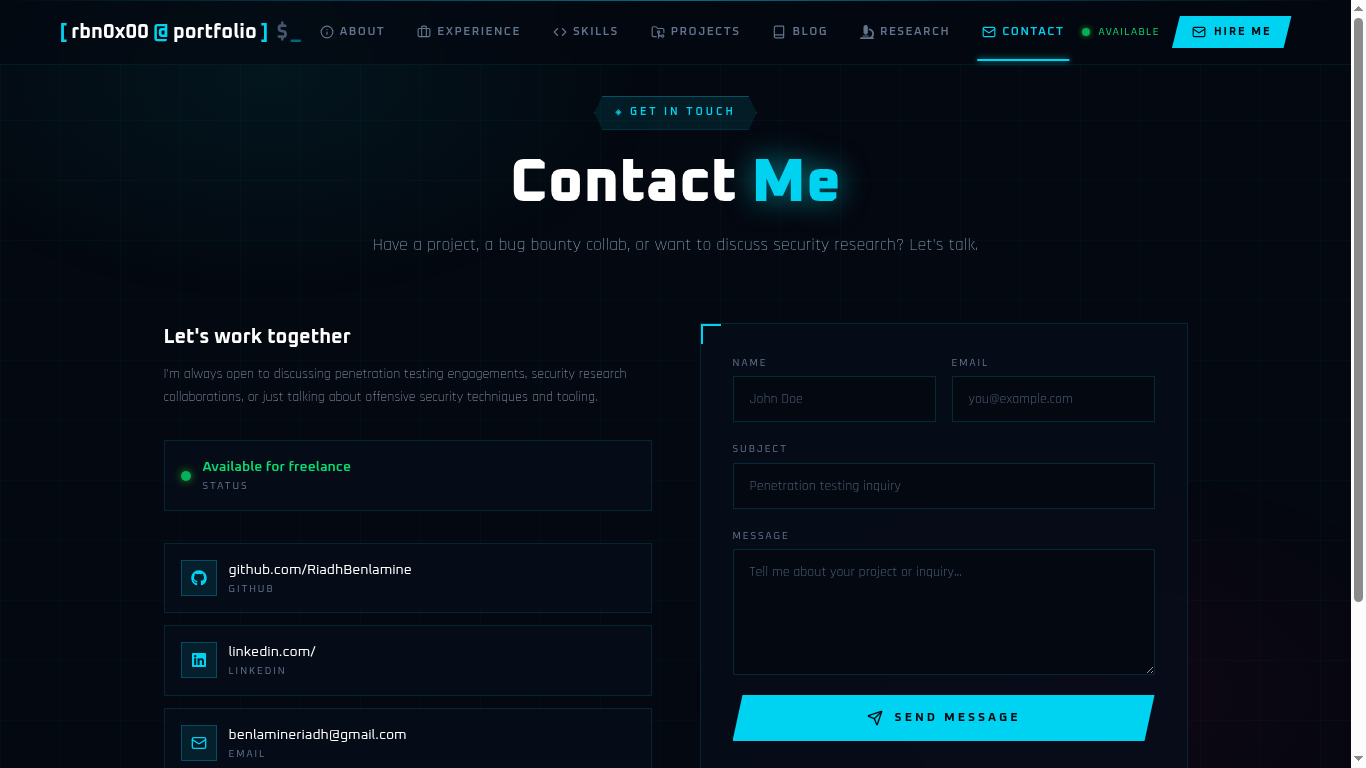 [ rbn0x00 @ portfolio ] $_
ABOUT
EXPERIENCE
SKILLS
PROJECTS
BLOG
RESEARCH
CONTACT
AVAILABLE
HIRE ME
GET IN TOUCH
Contact Me
Have a project, a bug bounty collab, or want to discuss security research? Let's talk.
Let's work together
I'm always open to discussing penetration testing engagements, security research
collaborations, or just talking about offensive security techniques and tooling.
Available for freelance
STATUS
github.com/RiadhBenlamine
GITHUB
linkedin.com/
LINKEDIN
benlamineriadh@gmail.com
EMAIL
NAME
EMAIL
John Doe
you@example.com
SUBJECT
Penetration testing inquiry
MESSAGE
Tell me about your project or inquiry...
SEND MESSAGE